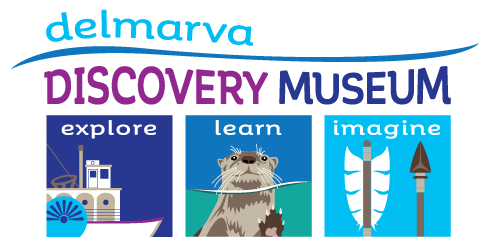 delmarva
DISCOVERY MUSEUM
explore learn imagine